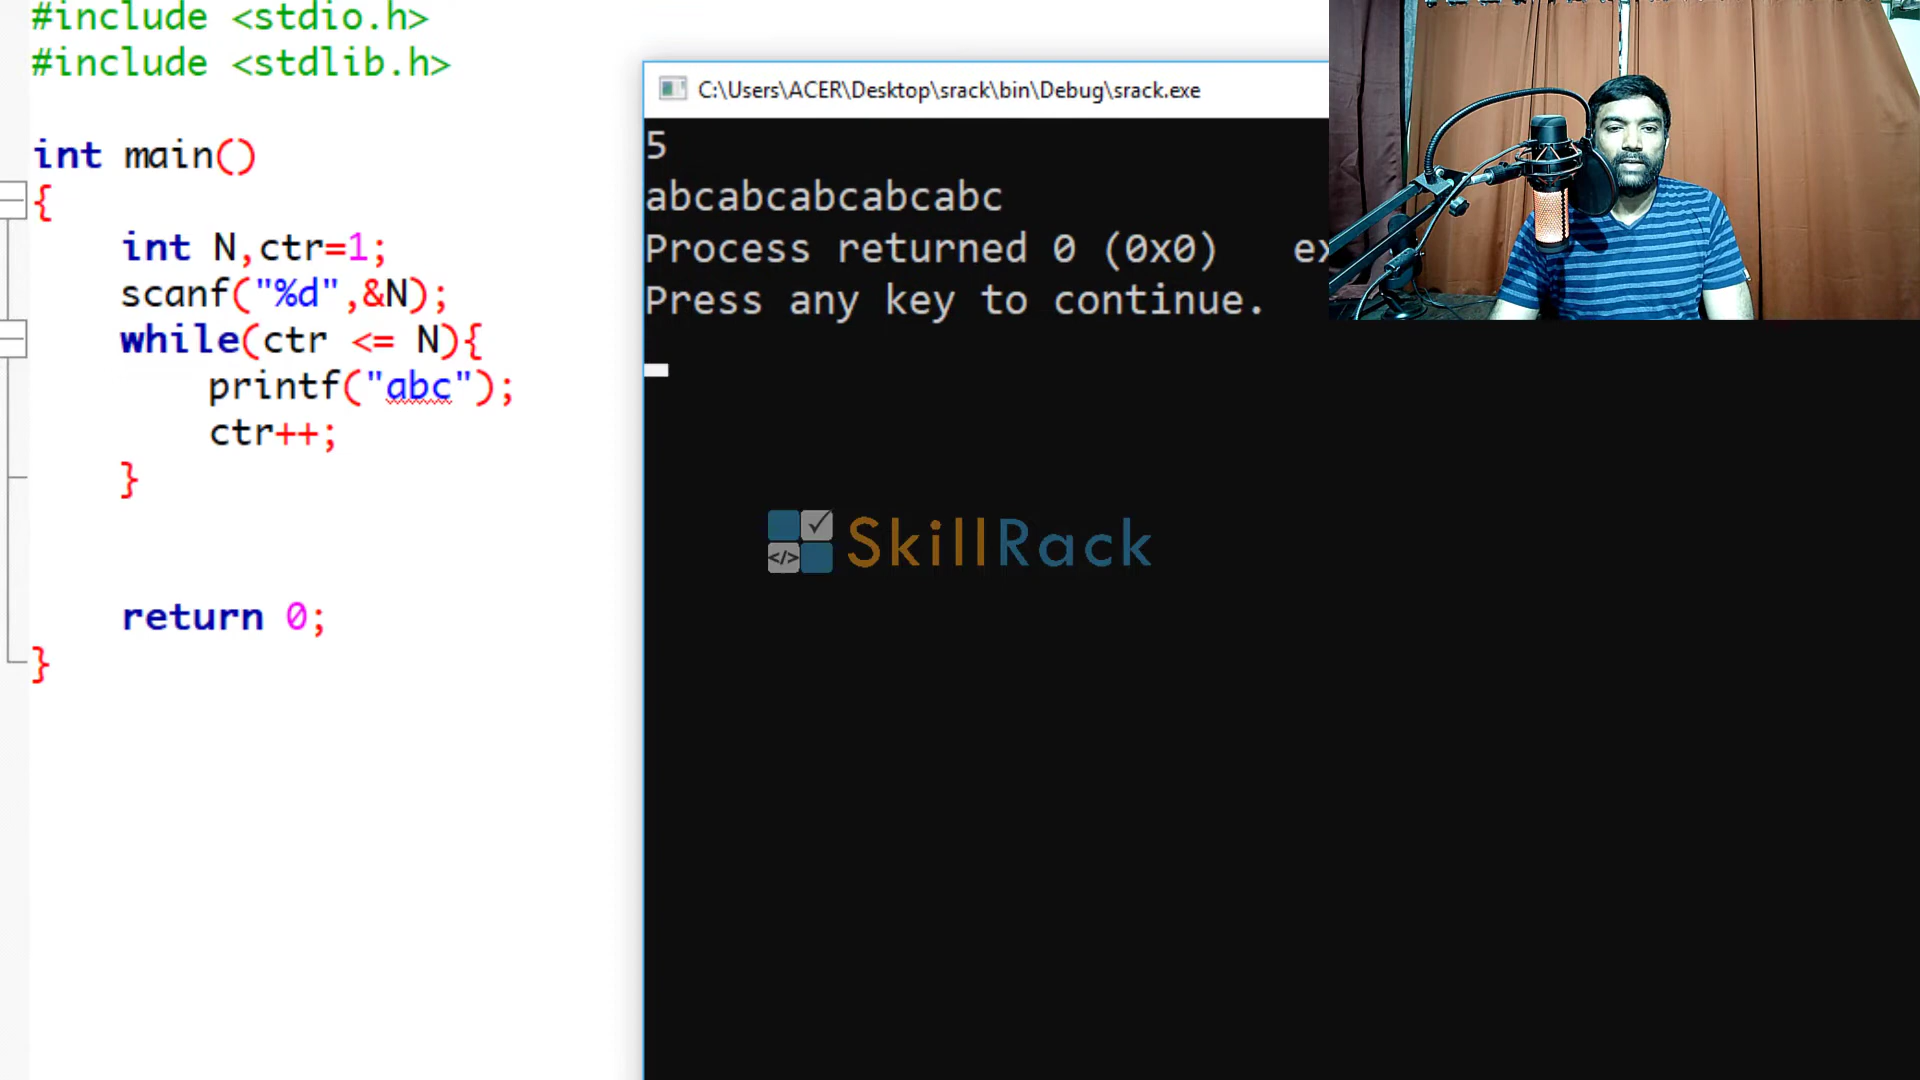 #include <stdio.h>
#include <stdlib.h>
int main()
{
int N,ctr=1;
scanf("%d",&N);
while(ctr <= N){
printf("abc");
ctr++;
}
return 0;
}
C:\Users\ACER\Desktop\srack\bin\Debug\srack.exe
5
abcabcabcabcabc
Process returned 0 (0x0) ex
Press any key to continue.
</> SkillRack